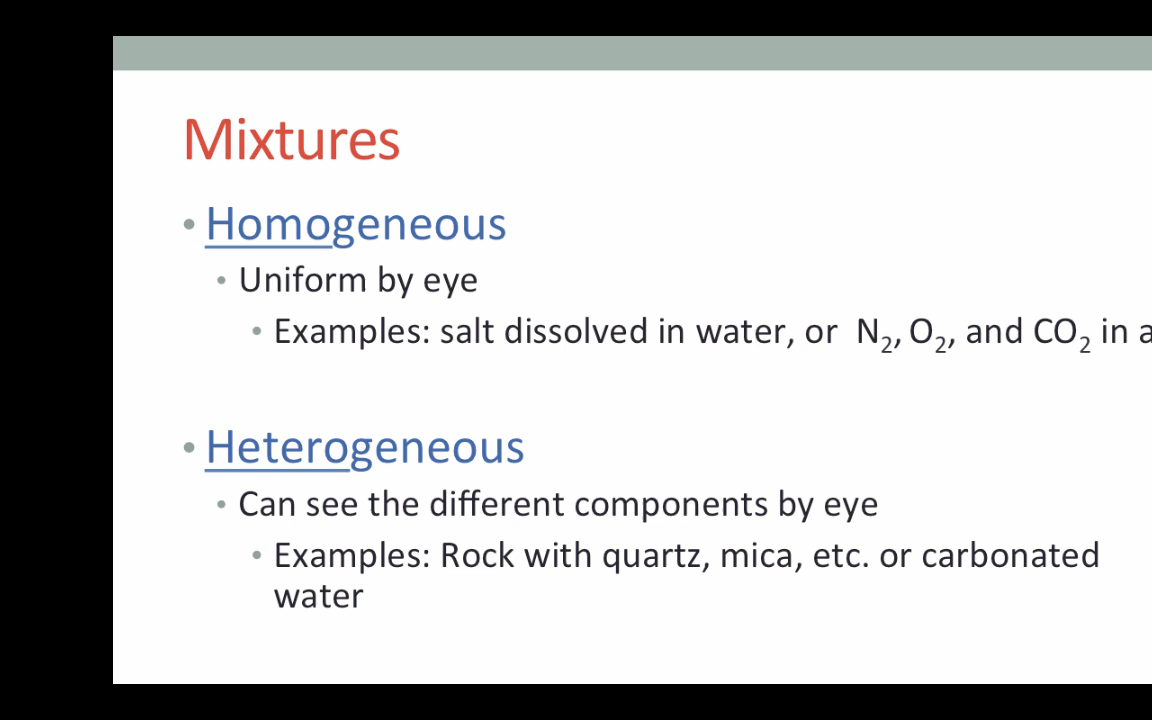 Mixtures
• Homogeneous
• Uniform by eye
• Examples: salt dissolved in water, or N₂, O₂, and CO₂ in
• Heterogeneous
• Can see the different components by eye
• Examples: Rock with quartz, mica, etc. or carbonated
water